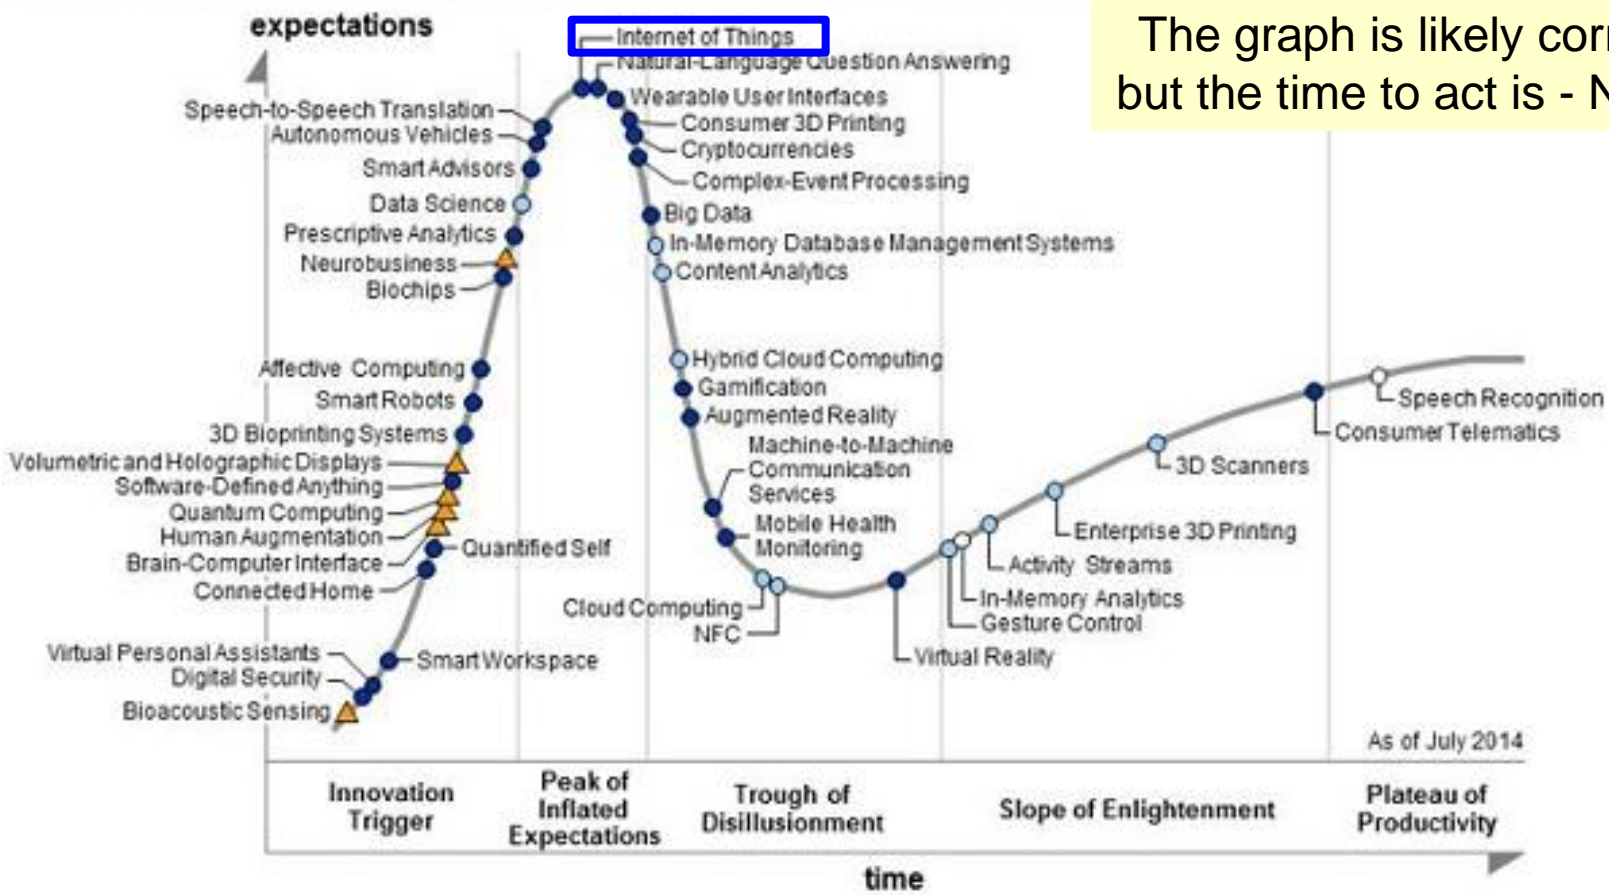 expectations
The graph is likely
but the time to act is -
Internet of Things
Natural-Language Question Answering
Wearable User Interfaces
Consumer 3D Printing
Cryptocurrencies
Complex-Event Processing
Speech-to-Speech Translation
Autonomous Vehicles
Smart Advisors
Data Science
Prescriptive Analytics
Neurobusiness
Biochips
Big Data
In-Memory Database Management Systems
Content Analytics
Affective Computing
Smart Robots
3D Bioprinting Systems
Volumetric and Holographic Displays
Software-Defined Anything
Quantum Computing
Human Augmentation
Brain-Computer Interface
Connected Home
Quantified Self
Hybrid Cloud Computing
Gamification
Augmented Reality
Machine-to-Machine
Communication
Services
Mobile Health
Monitoring
Speech Recognition
Consumer Telematics
3D Scanners
Enterprise 3D Printing
Activity Streams
In-Memory Analytics
Gesture Control
Virtual Reality
Cloud Computing
NFC
Virtual Personal Assistants
Digital Security
Bioacoustic Sensing
Smart Workspace
As of July 2014
Innovation
Trigger
Peak of
Inflated
Expectations
Trough of
Disillusionment
Slope of Enlightenment
Plateau of
Productivity
time